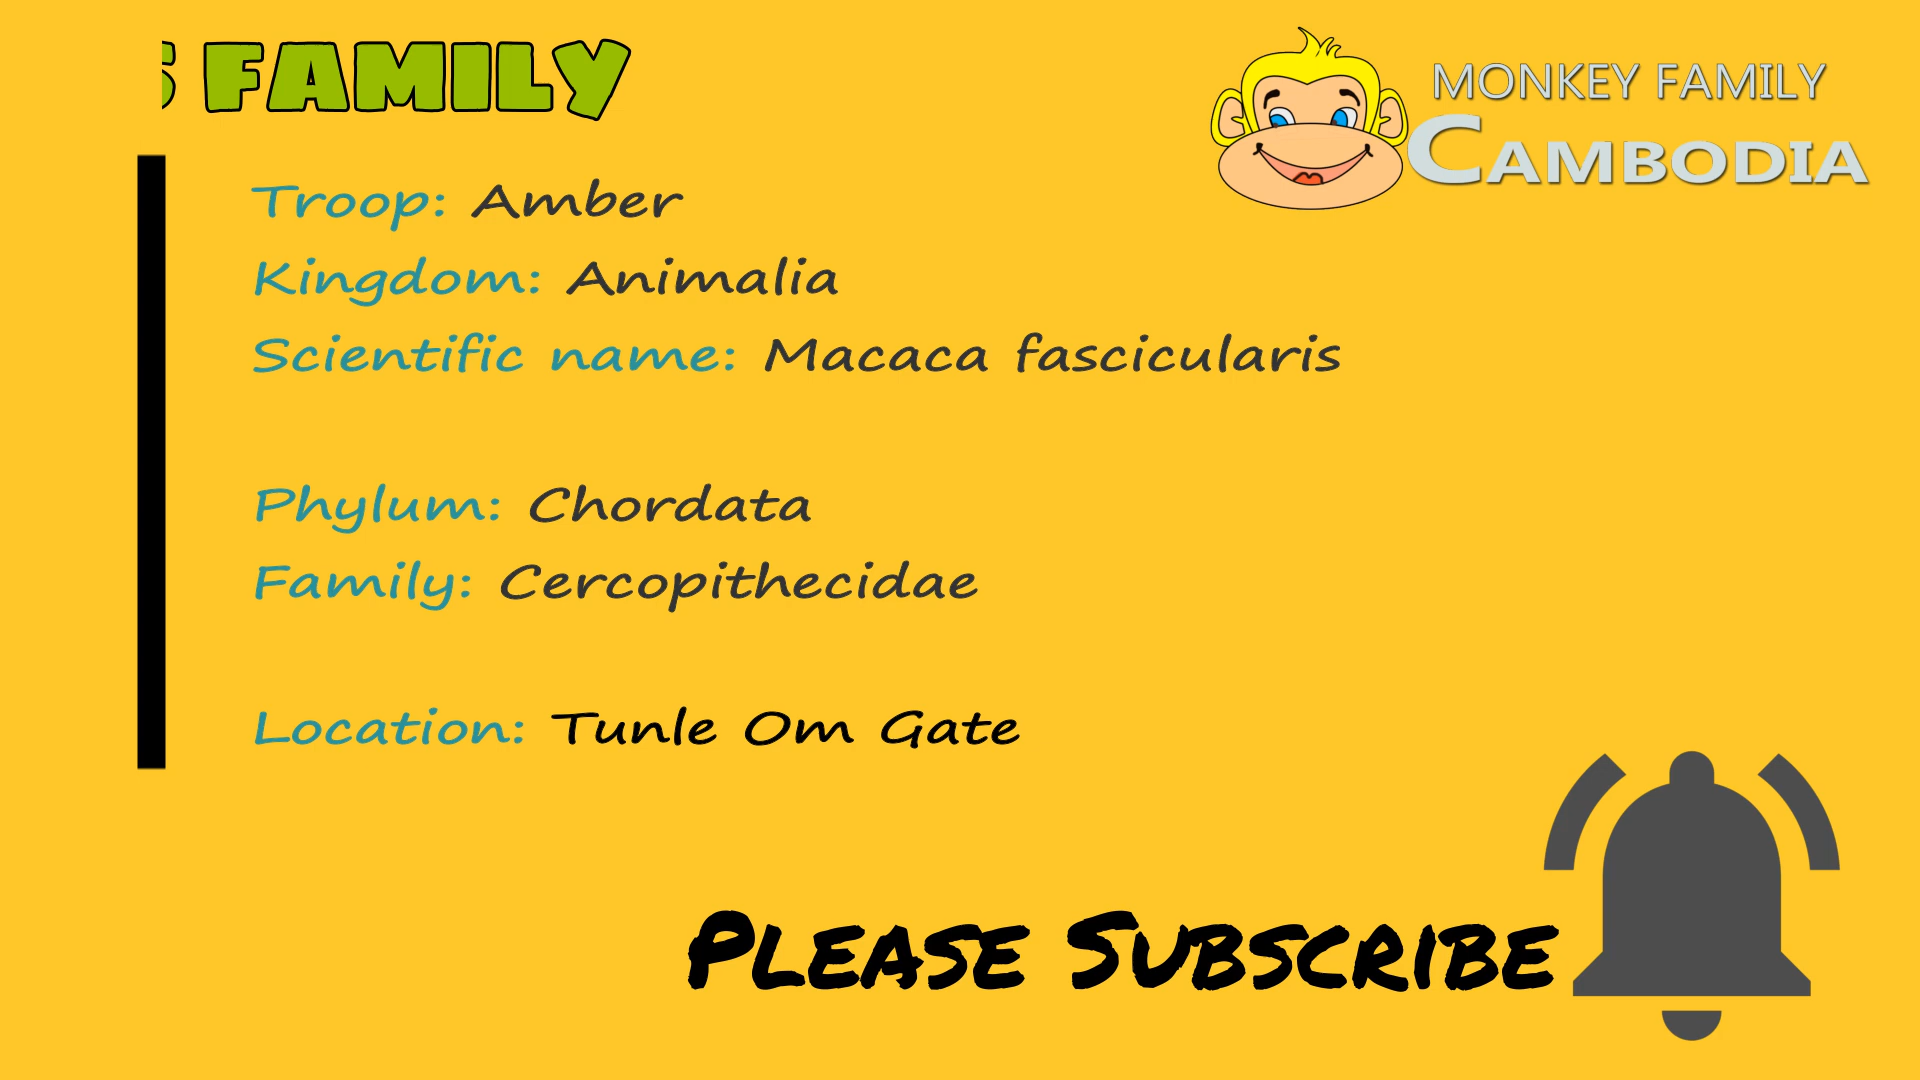 S FAMILY
MONKEY FAMILY
CAMBODIA
Troop: Amber
Kingdom: Animalia
Scientific name: Macaca fascicularis
Phylum: Chordata
Family: Cercopithecidae
Location: Tunle Om Gate
PLEASE SUBSCRIBE